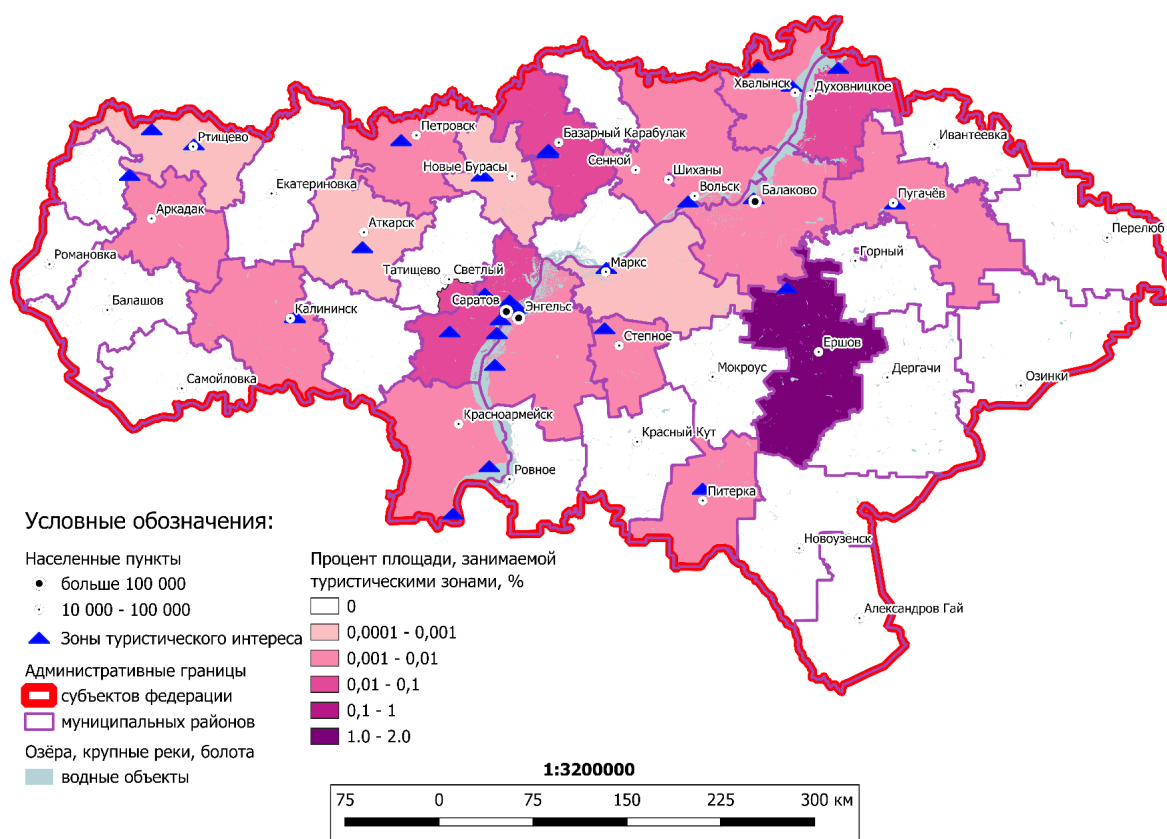 Хвалынск
Духовницкое
Ивантеевка
Ртищево
Петровск
Базарный Карабулак
Новые Бурасы
Сенной
Шиханы
Вольск
Балаково
Пугачёв
Екатериновка
Аркадак
Аткарск
Перелюб
Романовка
Татищево
Светлый
Маркс
Горный
Балашов
Калининск
Саратов
Энгельс
Степное
Ершов
Мокроус
Дергачи
Озинки
Самойловка
Красноармейск
Красный Кут
Ровное
Питерка
Новоузенск
Александров Гай
Условные обозначения:
Населенные пункты
больше 100 000
10 000 - 100 000
Зоны туристического интереса
Административные границы
субъектов федерации
муниципальных районов
Озёра, крупные реки, болота
водные объекты
Процент площади, занимаемой
туристическими зонами, %
0
0,0001 - 0,001
0,001 - 0,01
0,01 - 0,1
0,1 - 1
1.0 - 2.0
1:3200000
75 0 75 150 225 300 км